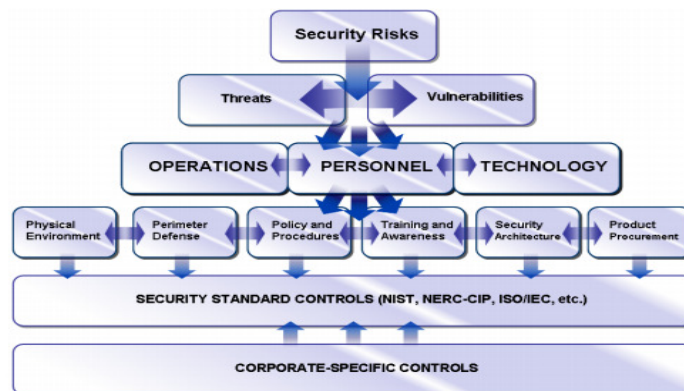 Security Risks
Threats
Vulnerabilities
OPERATIONS
PERSONNEL
TECHNOLOGY
Physical
Environment
Perimeter
Defense
Policy and
Procedures
Training and
Awareness
Security
Architecture
Product
Procurement
SECURITY STANDARD CONTROLS (NIST, NERC-CIP, ISO/IEC, etc.)
CORPORATE-SPECIFIC CONTROLS